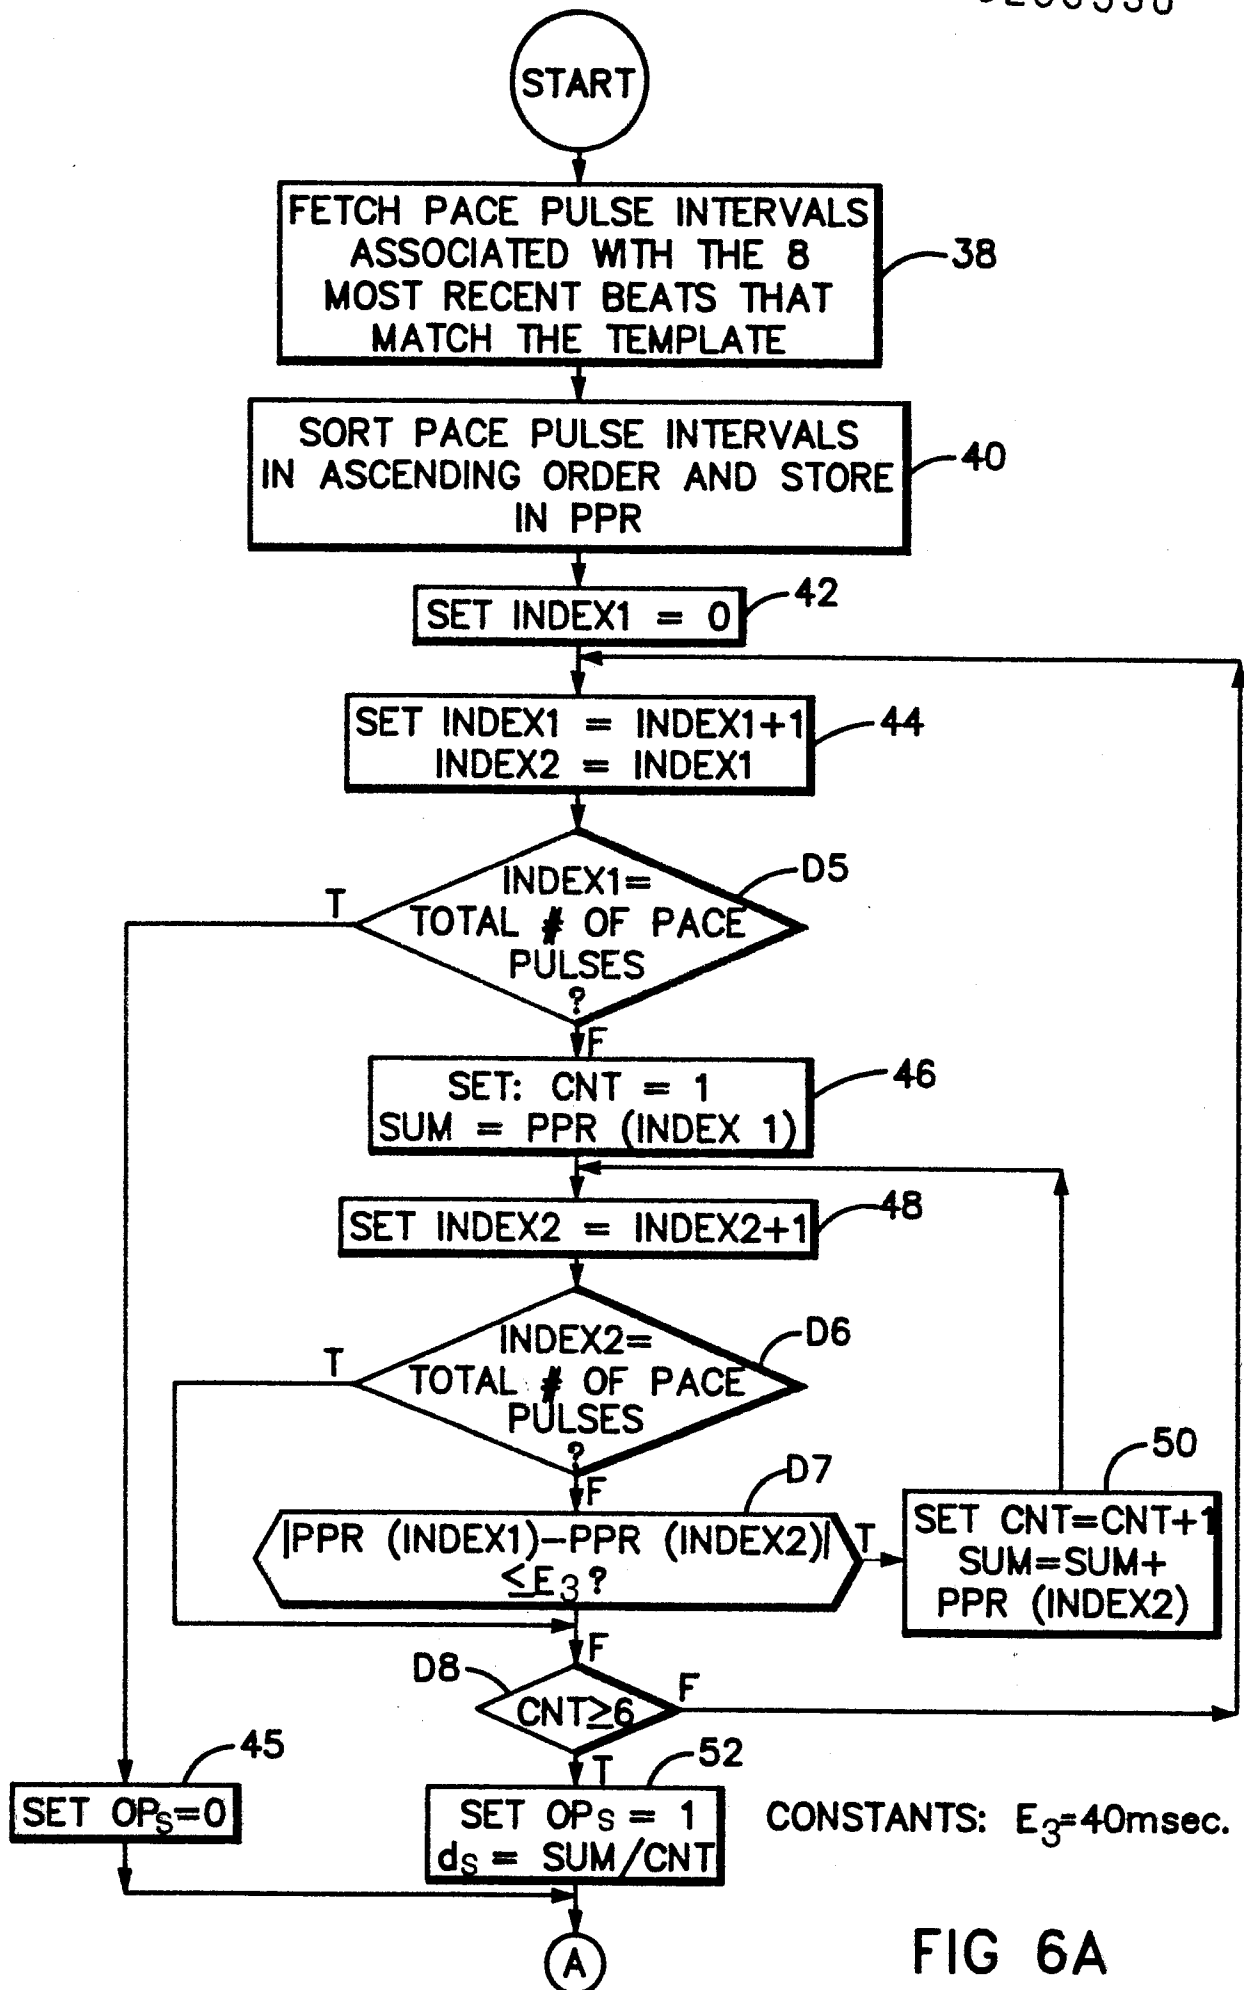 START
FETCH PACE PULSE INTERVALS
ASSOCIATED WITH THE 8
MOST RECENT BEATS THAT
MATCH THE TEMPLATE
38
SORT PACE PULSE INTERVALS
IN ASCENDING ORDER AND STORE
IN PPR
40
SET INDEX1 = 0
42
SET INDEX1 = INDEX1+1
INDEX2 = INDEX1
44
INDEX1=
TOTAL # OF PACE
PULSES
?
D5
T
F
SET: CNT = 1
SUM = PPR (INDEX 1)
46
SET INDEX2 = INDEX2+1
48
INDEX2=
TOTAL # OF PACE
PULSES
?
D6
T
F
D7
|PPR (INDEX1)-PPR (INDEX2)|
≤E3 ?
T
50
SET CNT=CNT+1
SUM=SUM+
PPR (INDEX2)
F
D8
CNT≥6
F
T
45
SET OPS=0
52
SET OPS = 1
dS = SUM/CNT
CONSTANTS: E3=40msec.
A
FIG 6A